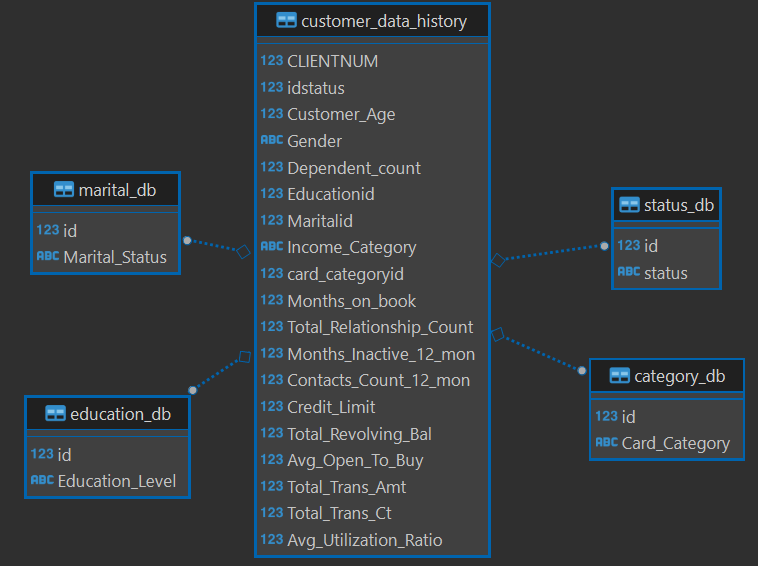 customer_data_history
123 CLIENTNUM
123 idstatus
123 Customer_Age
ABC Gender
123 Dependent_count
123 Educationid
123 Maritalid
ABC Income_Category
123 card_categoryid
123 Months_on_book
123 Total_Relationship_Count
123 Months_Inactive_12_mon
123 Contacts_Count_12_mon
123 Credit_Limit
123 Total_Revolving_Bal
123 Avg_Open_To_Buy
123 Total_Trans_Amt
123 Total_Trans_Ct
123 Avg_Utilization_Ratio
marital_db
123 id
ABC Marital_Status
education_db
123 id
ABC Education_Level
status_db
123 id
ABC status
category_db
123 id
ABC Card_Category